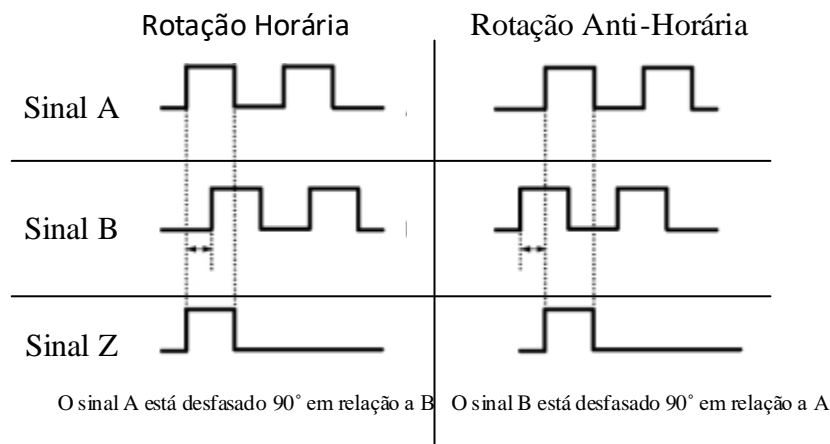 Rotação Horária
Rotação Anti-Horária
Sinal A
Sinal B
Sinal Z
O sinal A está desfasado 90° em relação a B
O sinal B está desfasado 90° em relação a A